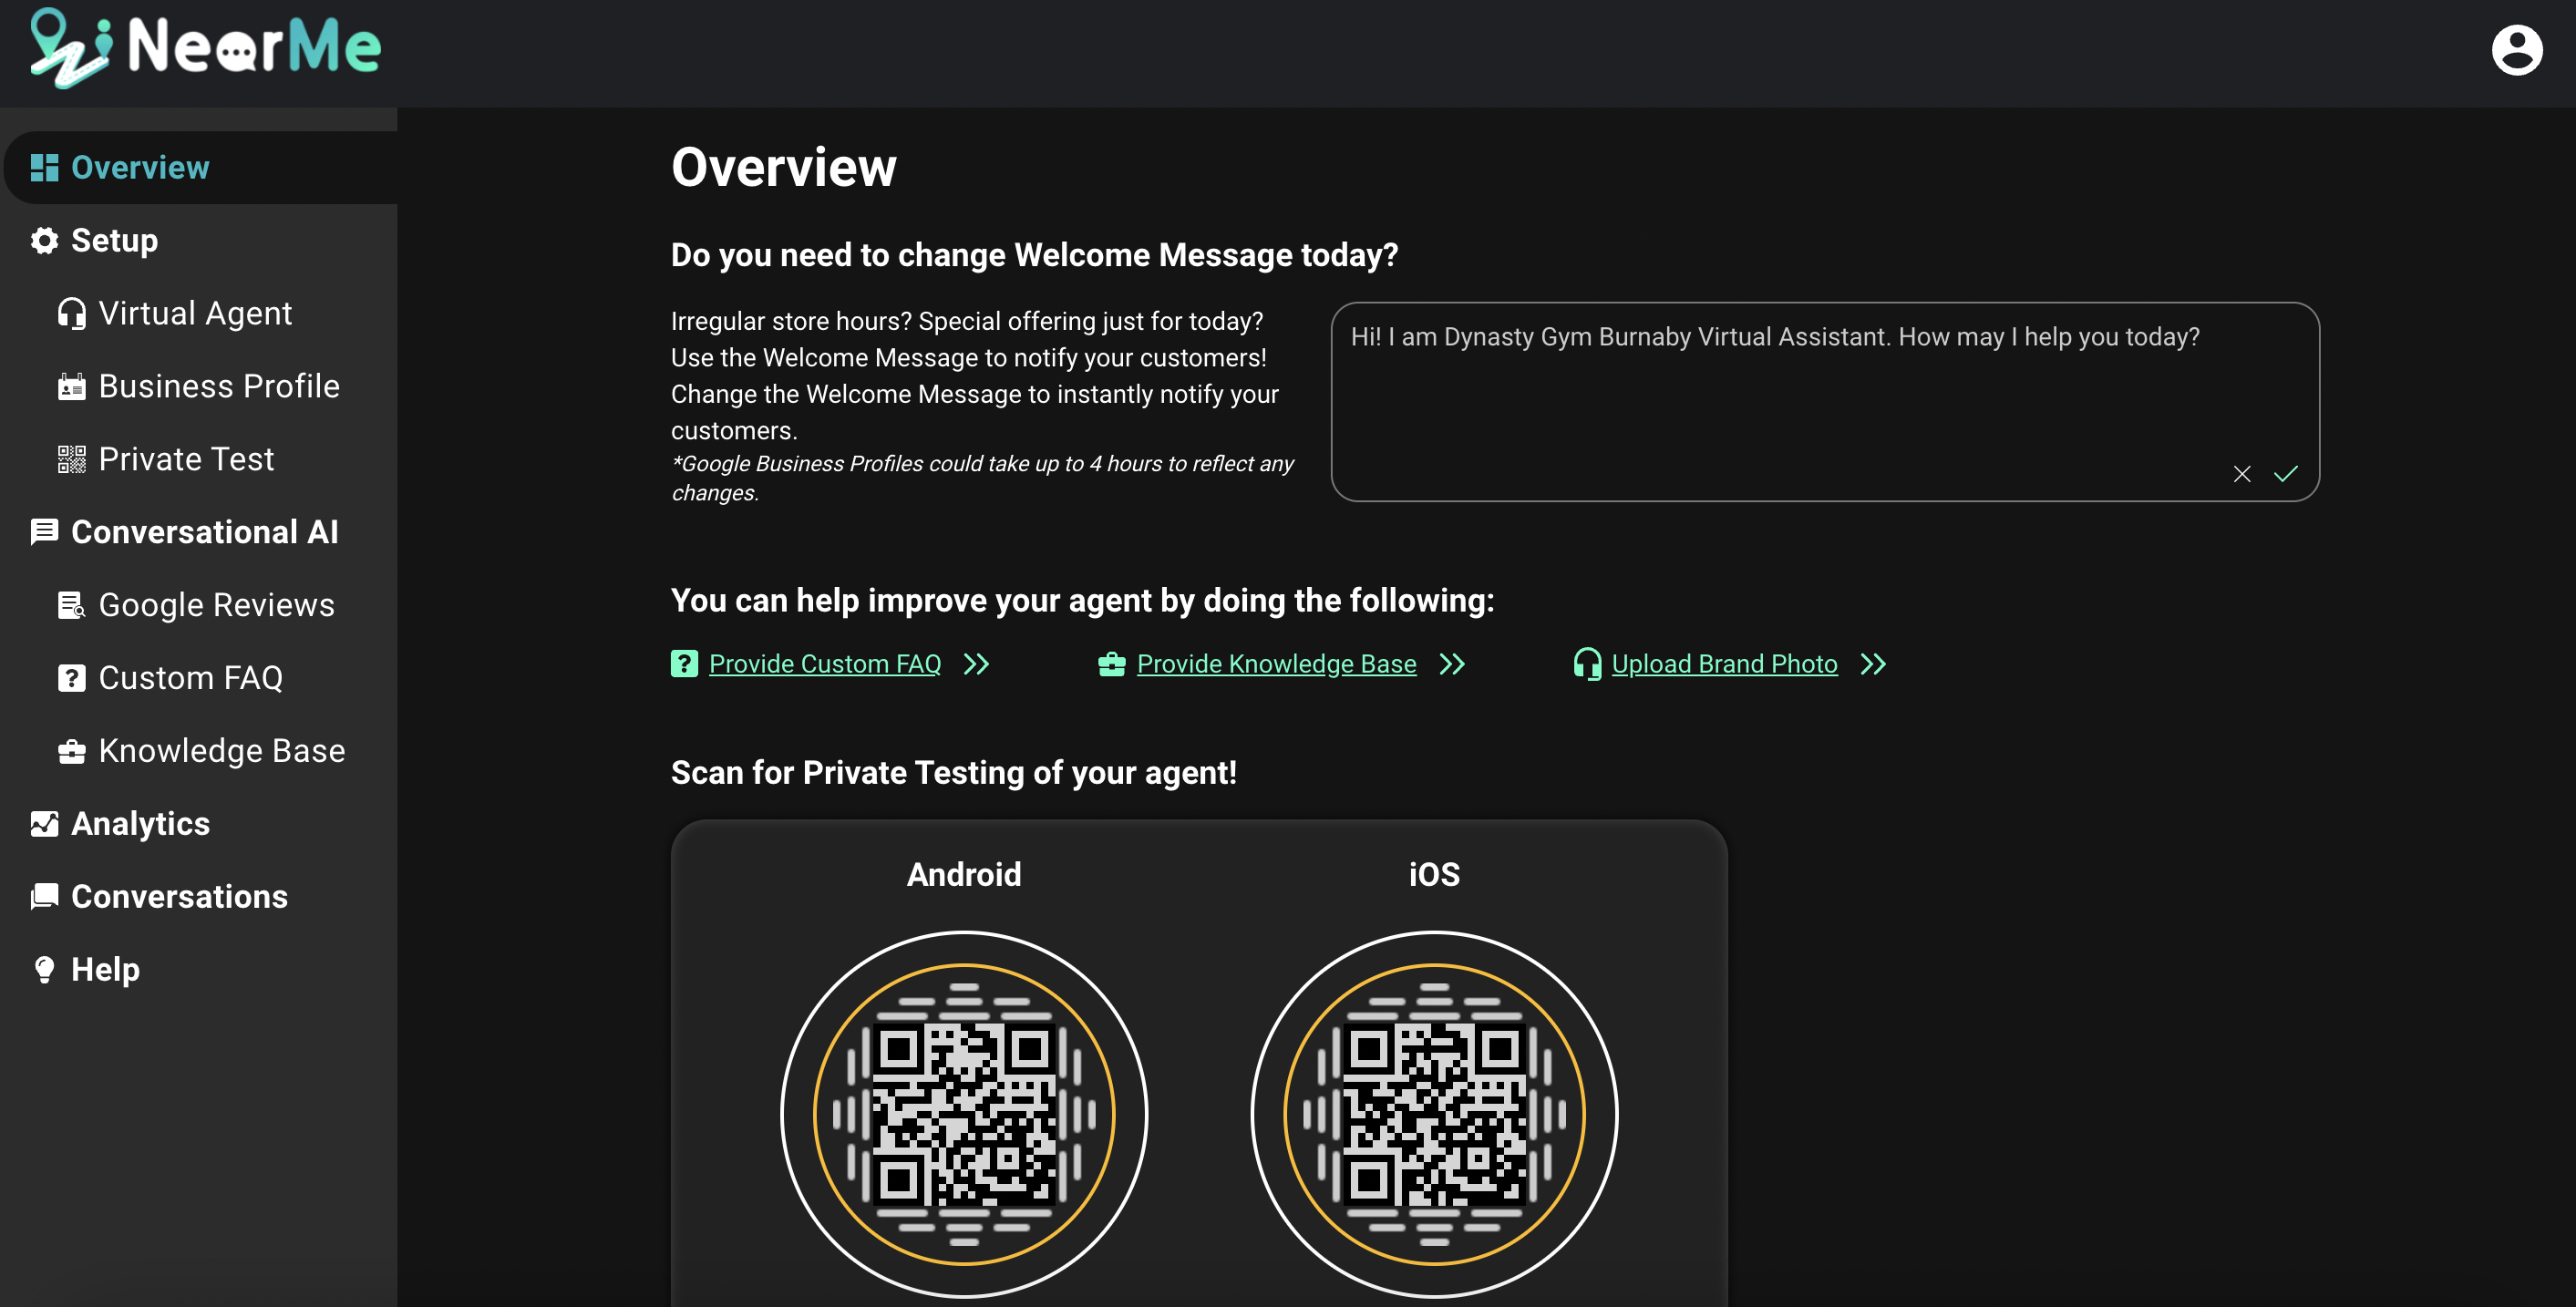 NearMe
Overview
Setup
Virtual Agent
Business Profile
Private Test
Conversational AI
Google Reviews
Custom FAQ
Knowledge Base
Analytics
Conversations
Help
Overview
Do you need to change Welcome Message today?
Irregular store hours? Special offering just for today?
Use the Welcome Message to notify your customers!
Change the Welcome Message to instantly notify your
customers.
*Google Business Profiles could take up to 4 hours to reflect any
changes.
Hi! I am Dynasty Gym Burnaby Virtual Assistant. How may I help you today?
You can help improve your agent by doing the following:
Provide Custom FAQ
Provide Knowledge Base
Upload Brand Photo
Scan for Private Testing of your agent!
Android
iOS